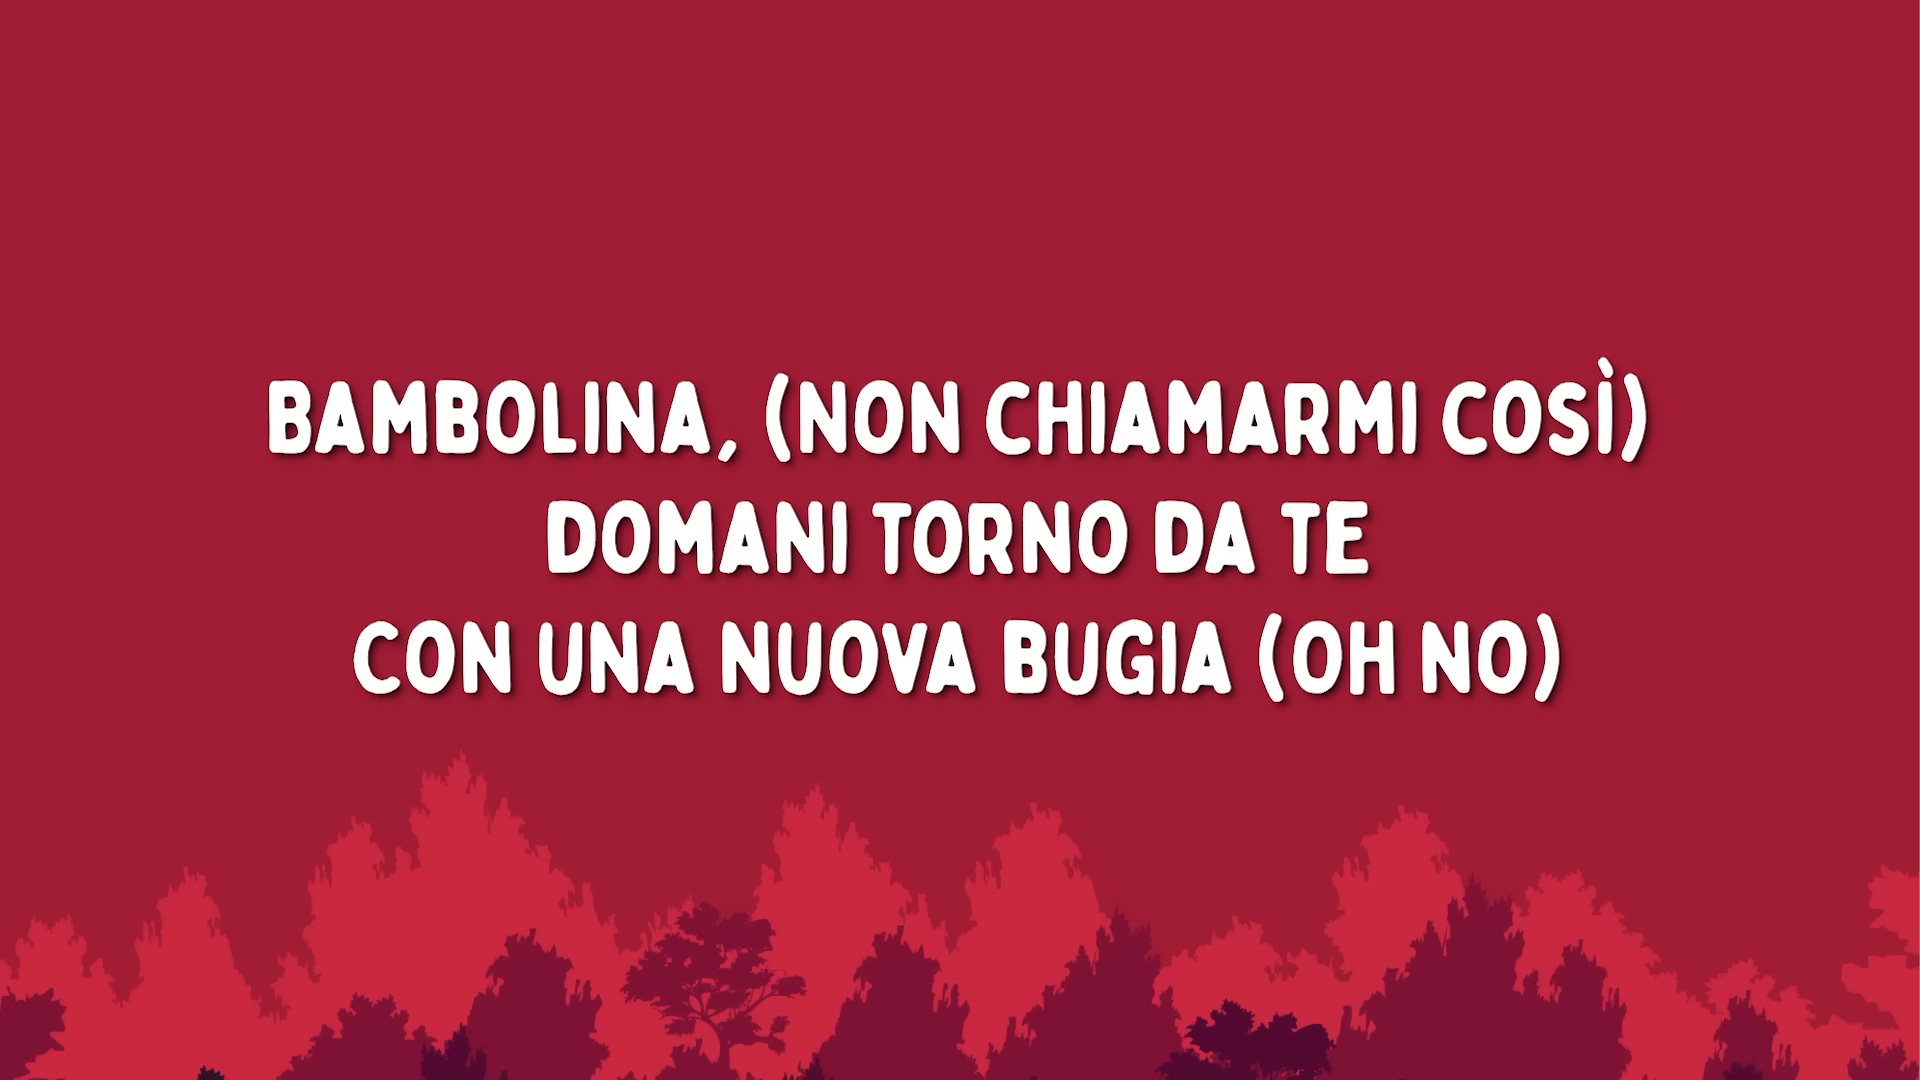 BAMBOLINA, (NON CHIAMARMI COSÌ)
DOMANI TORNO DA TE
CON UNA NUOVA BUGIA (OH NO)